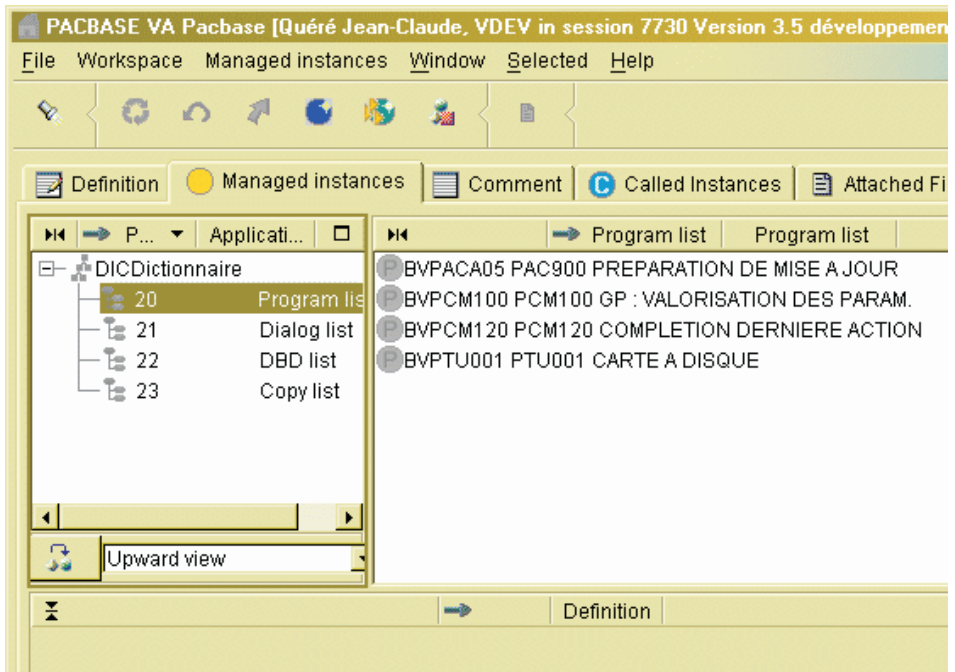 PACBASE VA Pacbase [Quéré Jean-Claude, VDEV in session 7730 Version 3.5 développemen
File Workspace Managed instances Window Selected Help
Definition Managed instances Comment C Called Instances Attached Fi
P... Applicati... Program list Program list
DICDictionnaire
20 Program lis
21 Dialog list
22 DBD list
23 Copy list
P BVPACA05 PAC900 PREPARATION DE MISE A JOUR
P BVPCM100 PCM100 GP : VALORISATION DES PARAM.
P BVPCM120 PCM120 COMPLETION DERNIERE ACTION
P BVPTU001 PTU001 CARTE A DISQUE
Upward view
Definition